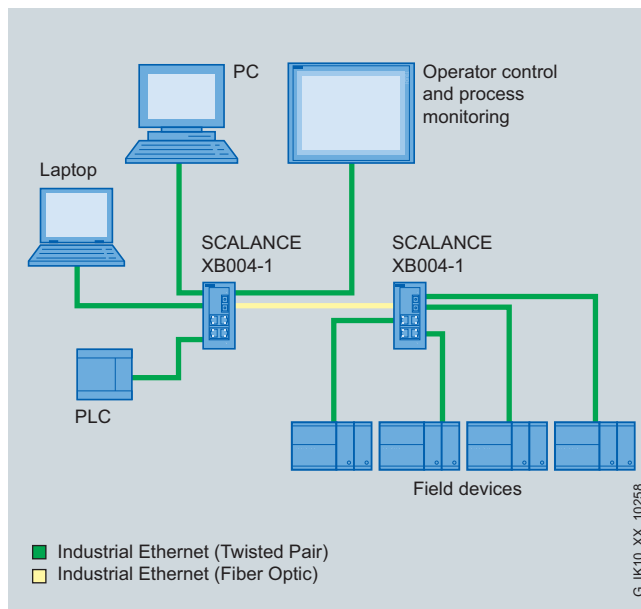 PC
Operator control
and process
monitoring
Laptop
SCALANCE
XB004-1
SCALANCE
XB004-1
PLC
Field devices
Industrial Ethernet (Twisted Pair)
Industrial Ethernet (Fiber Optic)
G_IK10_XX_10258